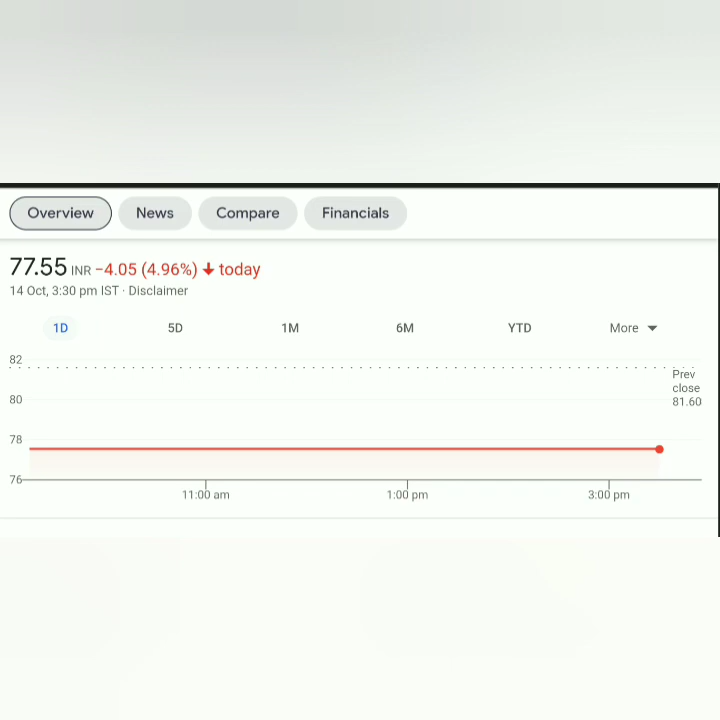 Overview News Compare Financials
77.55 INR −4.05 (4.96%) ↓ today
14 Oct, 3:30 pm IST · Disclaimer
1D 5D 1M 6M YTD More
82
Prev
close
81.60
80
78
76
11:00 am 1:00 pm 3:00 pm